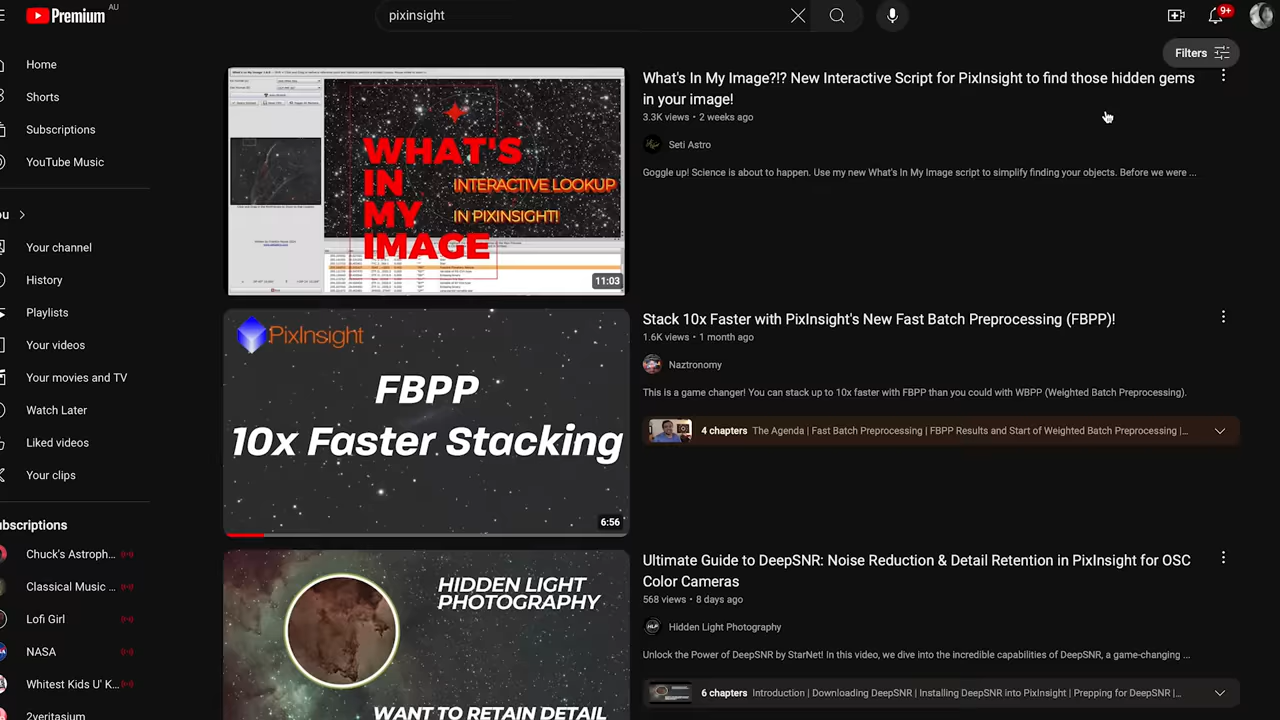 Premium AU
pixinsight
9+
Filters
Home
Shorts
Subscriptions
YouTube Music
Your channel
History
Playlists
Your videos
Your movies and TV
Watch Later
Liked videos
Your clips
Subscriptions
Chuck's Astroph...
Classical Music ...
Lofi Girl
NASA
Whitest Kids U' K...
2veritasium
WHAT'S
IN
MY
IMAGE
INTERACTIVE LOOKUP
IN PIXINSIGHT!
11:03
What's In My Image?!? New Interactive Script for PixInsight to find those hidden gems
in your image!
3.3K views • 2 weeks ago
Seti Astro
Goggle up! Science is about to happen. Use my new What's In My Image script to simplify finding your objects. Before we were ...
PixInsight
FBPP
10x Faster Stacking
6:56
Stack 10x Faster with PixInsight's New Fast Batch Preprocessing (FBPP)!
1.6K views • 1 month ago
Naztronomy
This is a game changer! You can stack up to 10x faster with FBPP than you could with WBPP (Weighted Batch Preprocessing).
4 chapters The Agenda | Fast Batch Preprocessing | FBPP Results and Start of Weighted Batch Preprocessing |...
HIDDEN LIGHT
PHOTOGRAPHY
WANT TO RETAIN DETAIL
Ultimate Guide to DeepSNR: Noise Reduction & Detail Retention in PixInsight for OSC
Color Cameras
568 views • 8 days ago
HLP Hidden Light Photography
Unlock the Power of DeepSNR by StarNet! In this video, we dive into the incredible capabilities of DeepSNR, a game-changing ...
6 chapters Introduction | Downloading DeepSNR | Installing DeepSNR into PixInsight | Prepping for DeepSNR |...